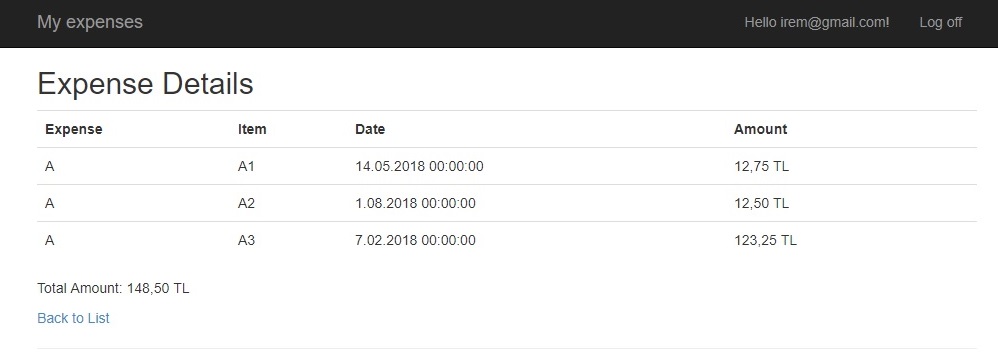 My expenses Hello irem@gmail.com! Log off
Expense Details
Expense Item Date Amount
A A1 14.05.2018 00:00:00 12,75 TL
A A2 1.08.2018 00:00:00 12,50 TL
A A3 7.02.2018 00:00:00 123,25 TL
Total Amount: 148,50 TL
Back to List